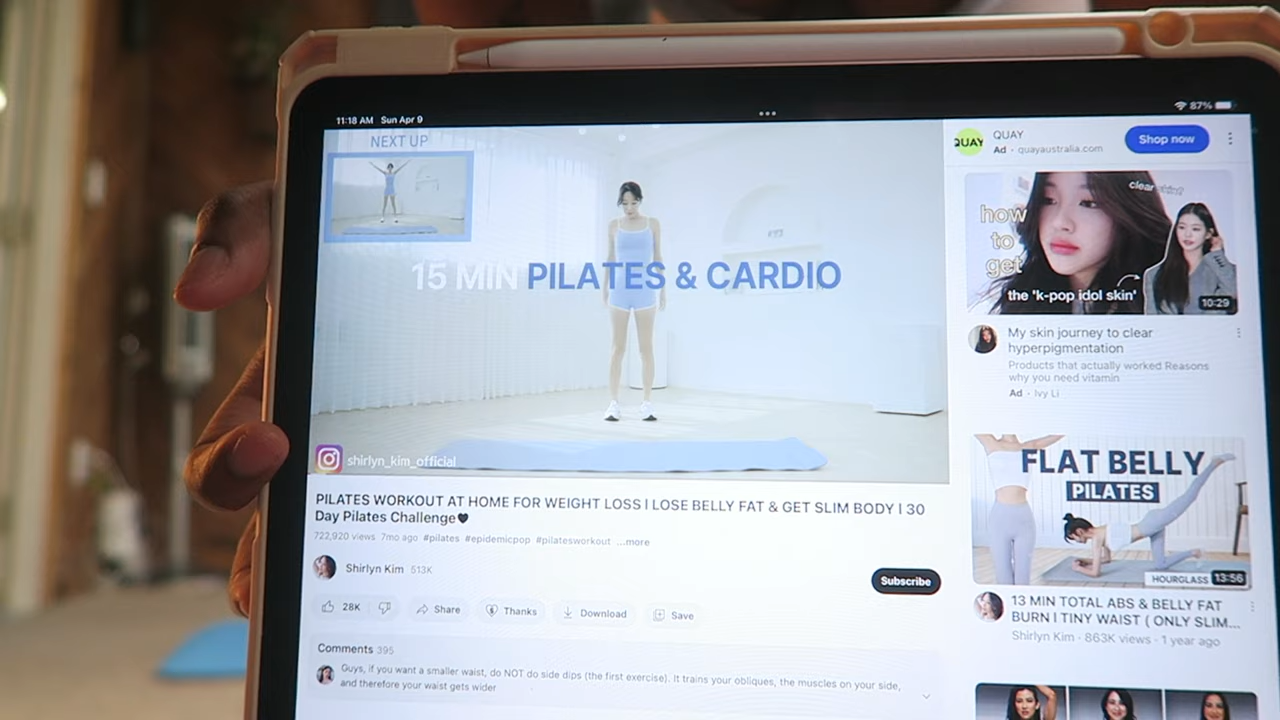 11:18 AM Sun Apr 9
87%
NEXT UP
15 MIN PILATES & CARDIO
shirlyn_kim_official
PILATES WORKOUT AT HOME FOR WEIGHT LOSS I LOSE BELLY FAT & GET SLIM BODY I 30
Day Pilates Challenge🖤
722,920 views 7mo ago #pilates #epidemicpop #pilatesworkout ...more
Shirlyn Kim 513K
Subscribe
28K
Share
Thanks
Download
Save
Comments 395
Guys, if you want a smaller waist, do NOT do side dips (the first exercise). It trains your obliques, the muscles on your side,
and therefore your waist gets wider
QUAY
QUAY
Ad · quayaustralia.com
Shop now
clear skin?
how
to
get
the 'k-pop idol skin'
10:29
My skin journey to clear
hyperpigmentation
Products that actually worked Reasons
why you need vitamin
Ad · Ivy Li
FLAT BELLY
PILATES
HOURGLASS 13:56
13 MIN TOTAL ABS & BELLY FAT
BURN I TINY WAIST ( ONLY SLIM...
Shirlyn Kim · 863K views · 1 year ago